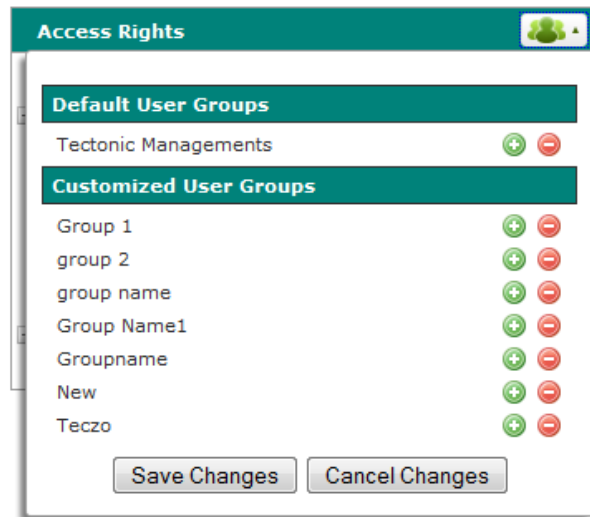 Access Rights
Default User Groups
Tectonic Managements
Customized User Groups
Group 1
group 2
group name
Group Name1
Groupname
New
Teczo
Save Changes
Cancel Changes